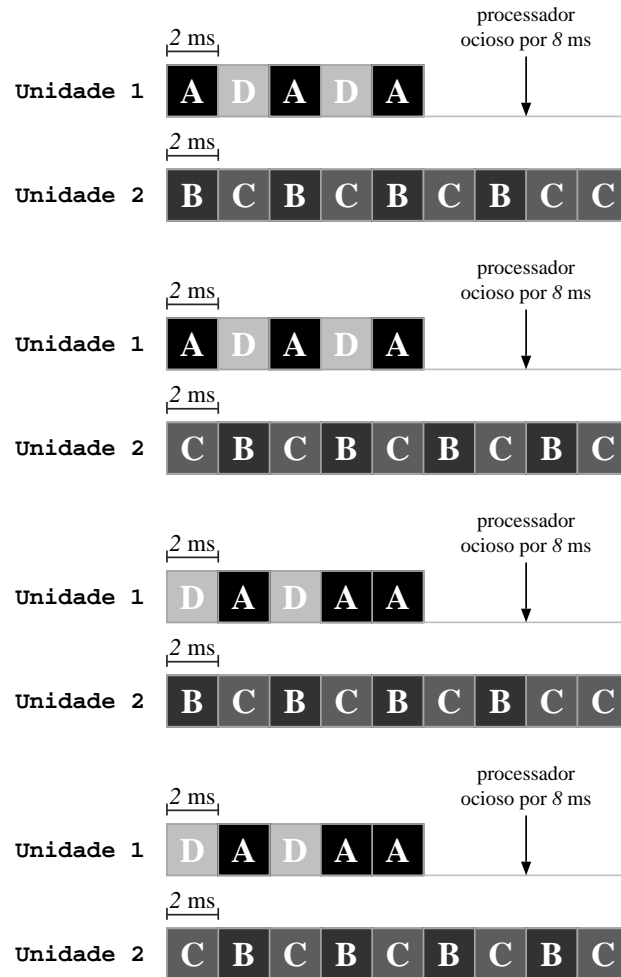 processador
2 ms ocioso por 8 ms
Unidade 1 A D A D A
2 ms
Unidade 2 B C B C B C B C C
processador
2 ms ocioso por 8 ms
Unidade 1 A D A D A
2 ms
Unidade 2 C B C B C B C B C
processador
2 ms ocioso por 8 ms
Unidade 1 D A D A A
2 ms
Unidade 2 B C B C B C B C C
processador
2 ms ocioso por 8 ms
Unidade 1 D A D A A
2 ms
Unidade 2 C B C B C B C B C